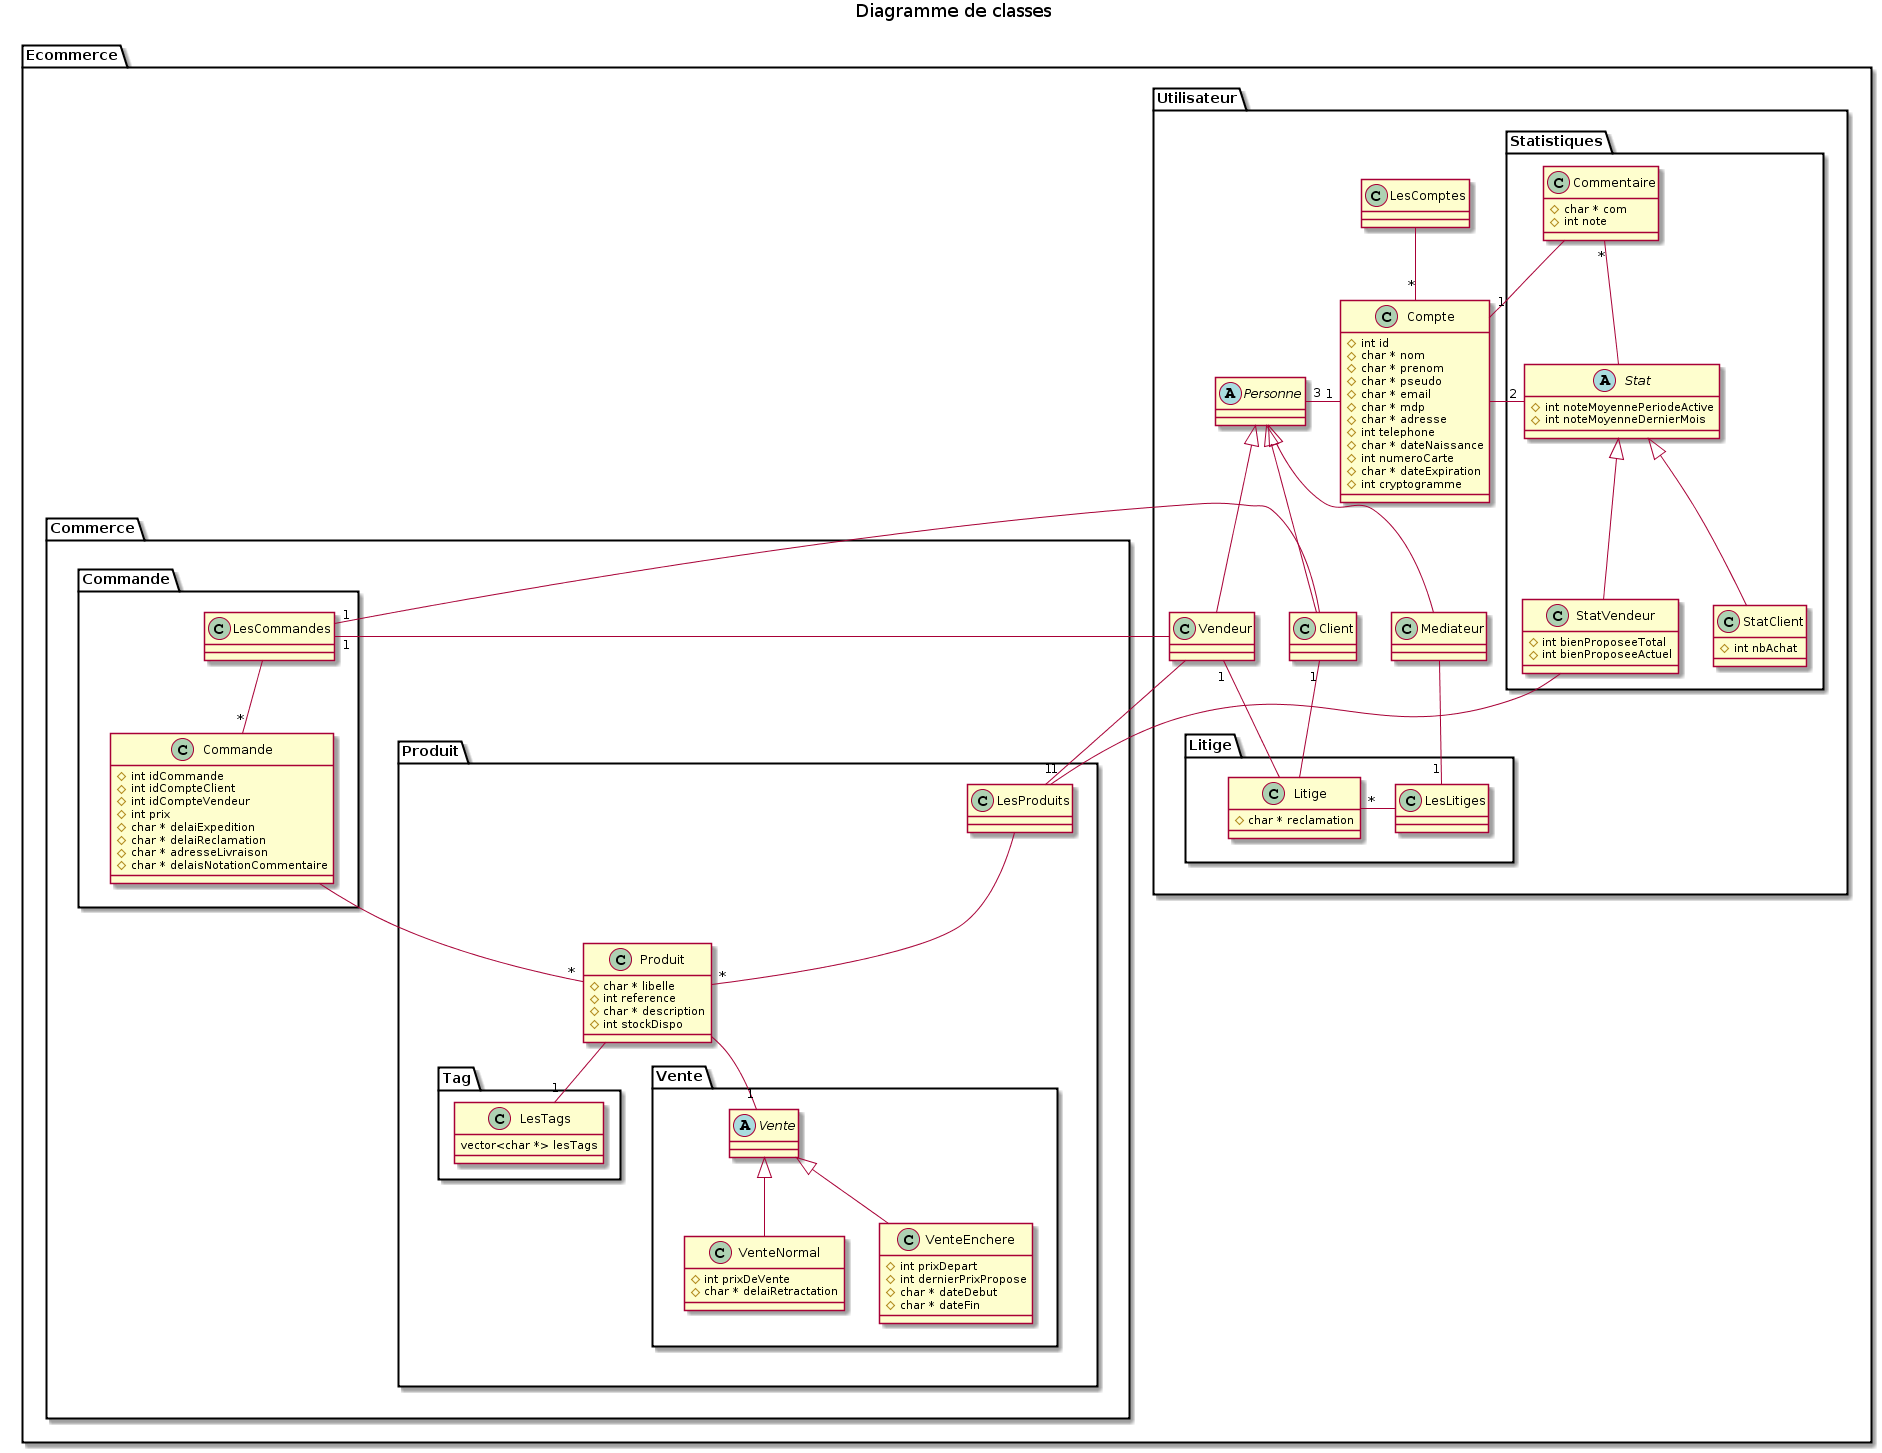 Diagramme de classes
Ecommerce
Utilisateur
Statistiques
C Commentaire
char * com
int note
C LesComptes
*
*
1
C Compte
int id
char * nom
char * prenom
char * pseudo
char * email
char * mdp
char * adresse
int telephone
char * dateNaissance
int numeroCarte
char * dateExpiration
int cryptogramme
A Personne
3
1
2
A Stat
int noteMoyennePeriodeActive
int noteMoyenneDernierMois
C StatVendeur
int bienProposeeTotal
int bienProposeeActuel
C StatClient
int nbAchat
C Vendeur
C Client
C Mediateur
1
1
Litige
C Litige
char * reclamation
*
1
C LesLitiges
Commerce
Commande
C LesCommandes
1
1
*
C Commande
int idCommande
int idCompteClient
int idCompteVendeur
int prix
char * delaiExpedition
char * delaiReclamation
char * adresseLivraison
char * delaisNotationCommentaire
Produit
11
C LesProduits
*
*
C Produit
char * libelle
int reference
char * description
int stockDispo
Tag
1
C LesTags
vector<char *> lesTags
Vente
1
A Vente
C VenteNormal
int prixDeVente
char * delaiRetractation
C VenteEnchere
int prixDepart
int dernierPrixPropose
char * dateDebut
char * dateFin